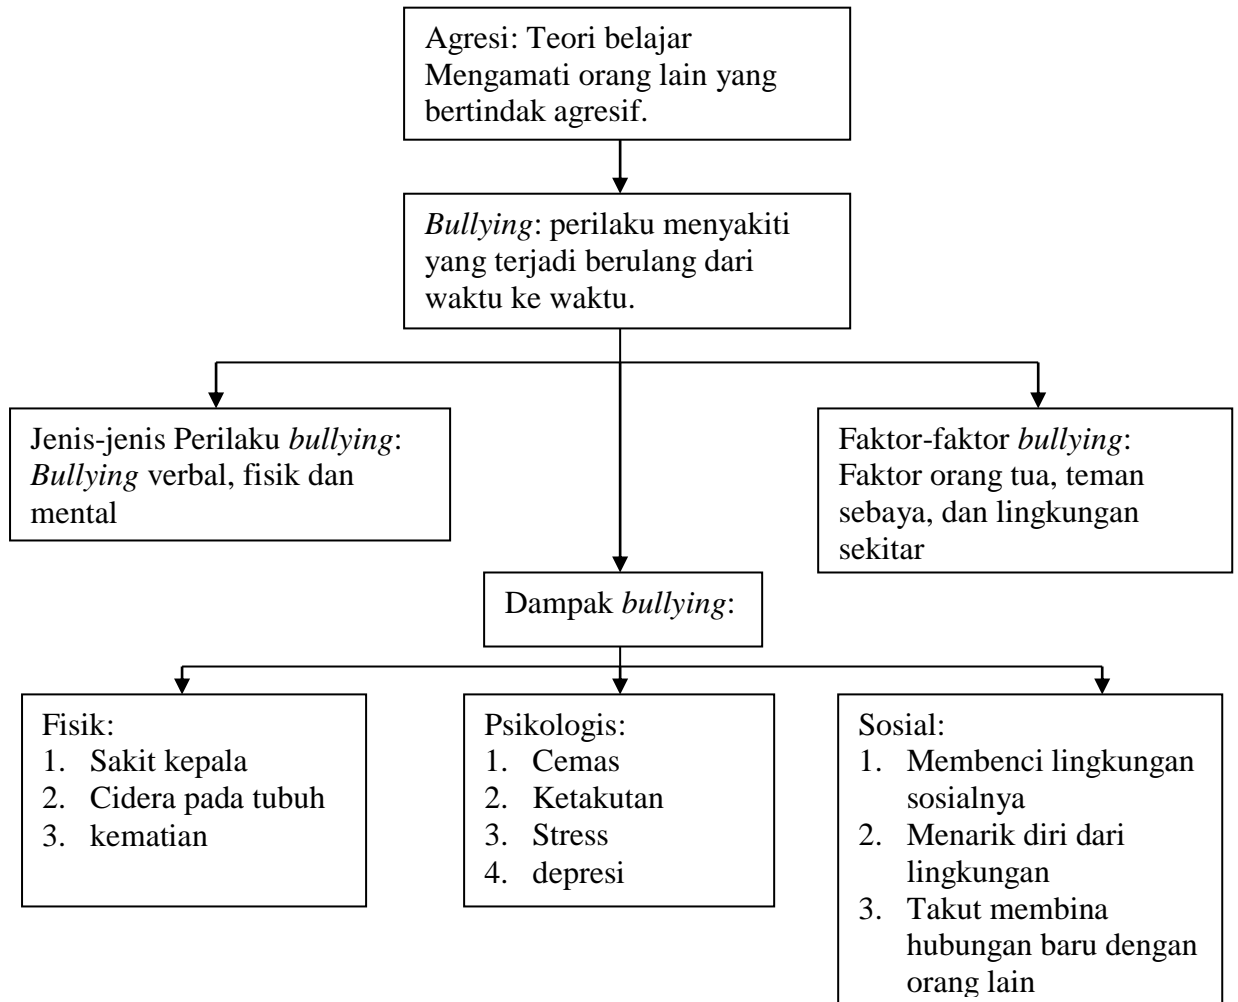 Agresi: Teori belajar
Mengamati orang lain yang
bertindak agresif.
Bullying: perilaku menyakiti
yang terjadi berulang dari
waktu ke waktu.
Jenis-jenis Perilaku bullying:
Bullying verbal, fisik dan
mental
Faktor-faktor bullying:
Faktor orang tua, teman
sebaya, dan lingkungan
sekitar
Dampak bullying:
Fisik:
1. Sakit kepala
2. Cidera pada tubuh
3. kematian
Psikologis:
1. Cemas
2. Ketakutan
3. Stress
4. depresi
Sosial:
1. Membenci lingkungan
sosialnya
2. Menarik diri dari
lingkungan
3. Takut membina
hubungan baru dengan
orang lain